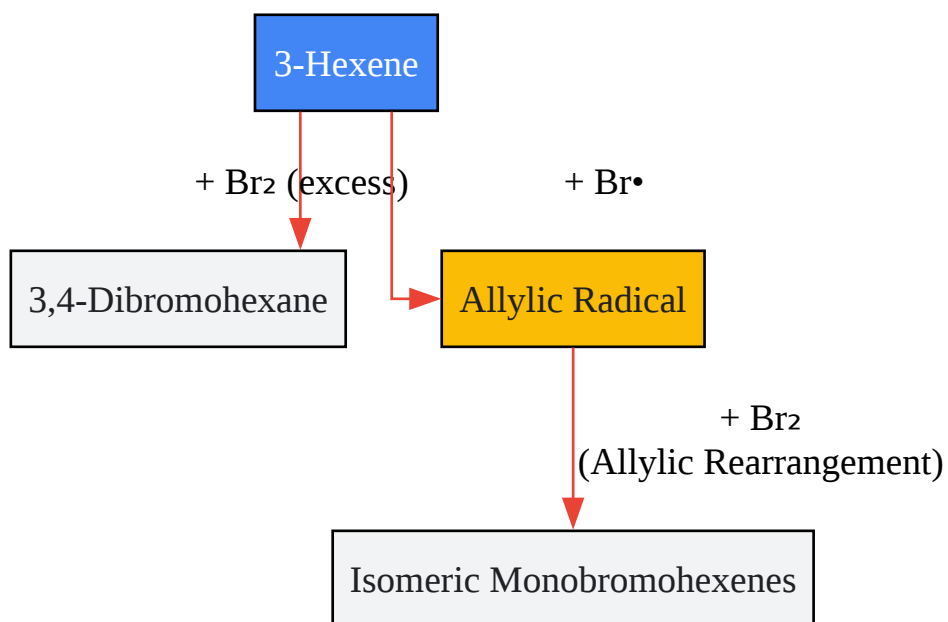 3-Hexene
+ Br₂ (excess)
+ Br•
3,4-Dibromohexane
Allylic Radical
+ Br₂
(Allylic Rearrangement)
Isomeric Monobromohexenes